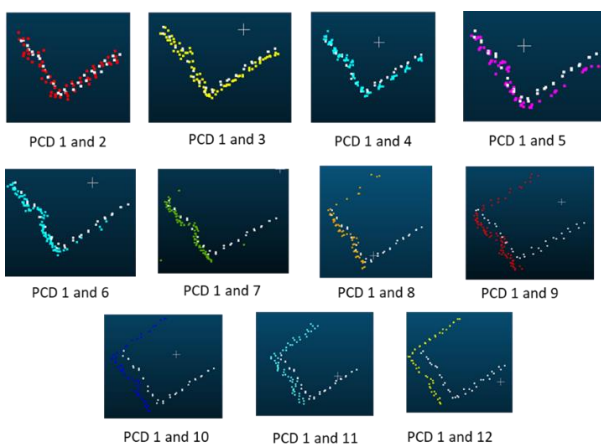 PCD 1 and 2
PCD 1 and 3
PCD 1 and 4
PCD 1 and 5
PCD 1 and 6
PCD 1 and 7
PCD 1 and 8
PCD 1 and 9
PCD 1 and 10
PCD 1 and 11
PCD 1 and 12